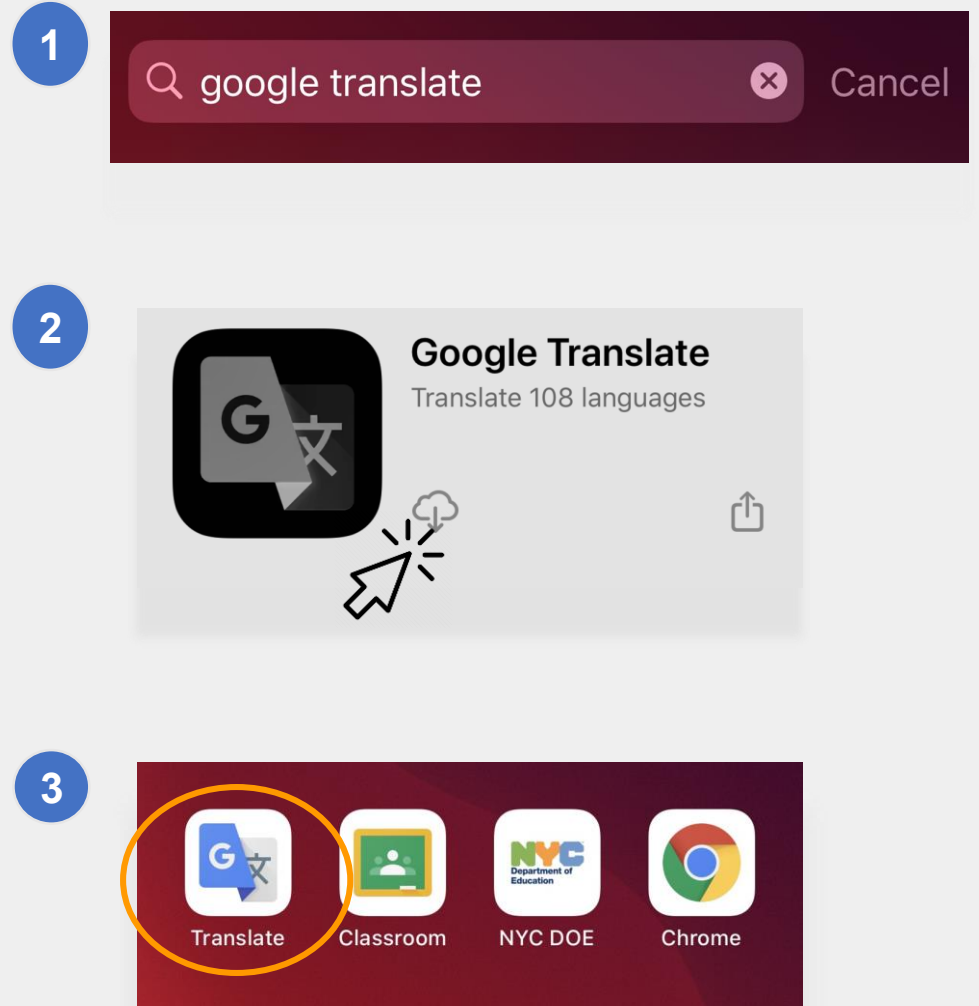 1
google translate
Cancel
2
Google Translate
Translate 108 languages
G 文
3
G 文
NYC
Department of
Education
Translate
Classroom
NYC DOE
Chrome